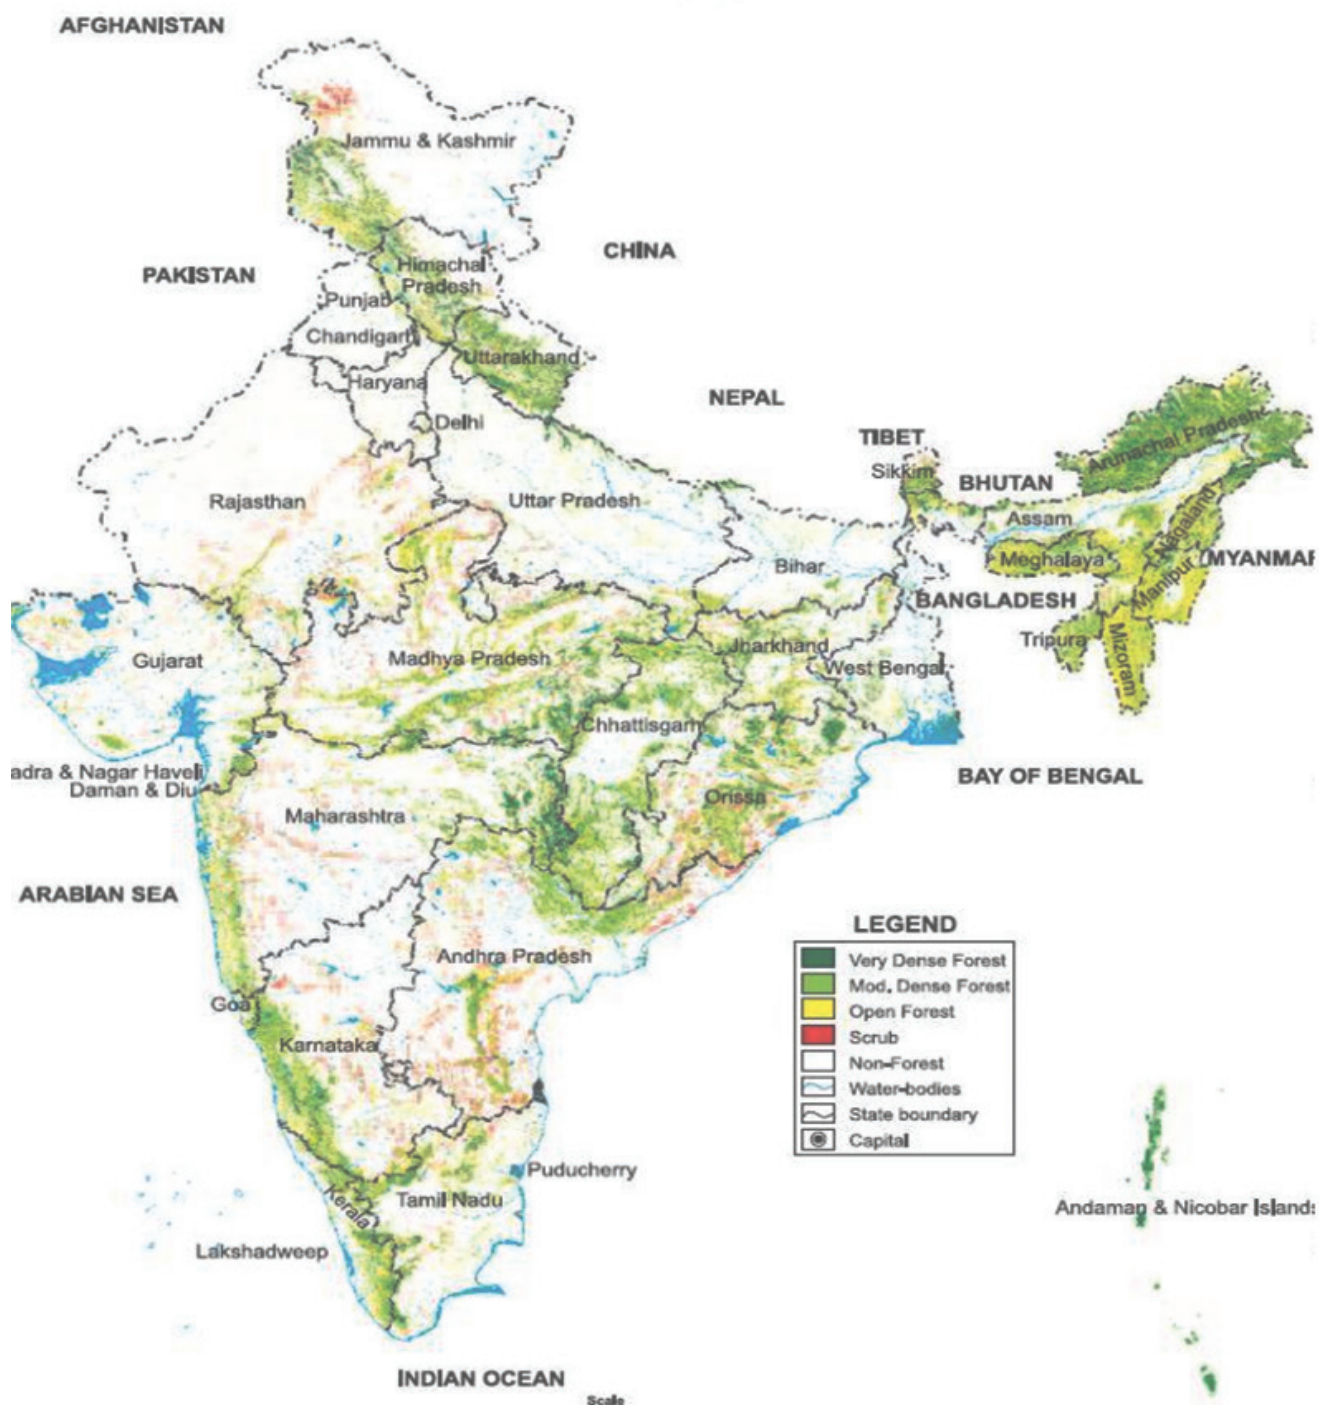 AFGHANISTAN
Jammu & Kashmir
CHINA
PAKISTAN
Himachal
Pradesh
Punjab
Chandigarh
Uttarakhand
Haryana
NEPAL
Delhi
TIBET
Sikkim
Arunachal Pradesh
BHUTAN
Rajasthan
Uttar Pradesh
Assam
Nagaland
Meghalaya
MYANMAR
Bihar
Manipur
BANGLADESH
Tripura
Mizoram
Jharkhand
Gujarat
Madhya Pradesh
West Bengal
Chhattisgarh
adra & Nagar Haveli
Daman & Diu
BAY OF BENGAL
Orissa
Maharashtra
ARABIAN SEA
LEGEND
Very Dense Forest
Mod. Dense Forest
Open Forest
Scrub
Non-Forest
Water-bodies
State boundary
Capital
Andhra Pradesh
Goa
Karnataka
Puducherry
Kerala
Tamil Nadu
Lakshadweep
Andaman & Nicobar Islands
INDIAN OCEAN
Scale